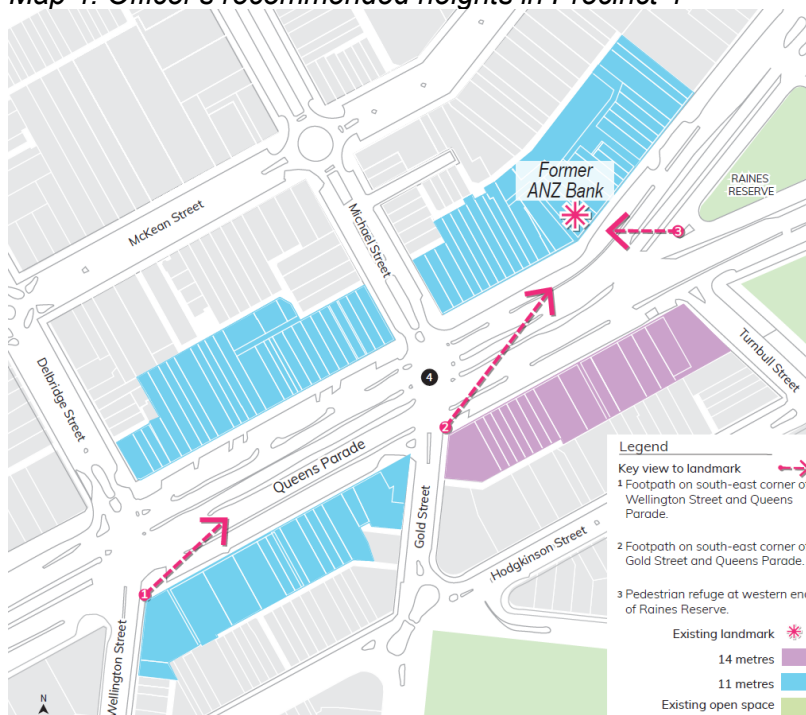 Map 4: Officer's recommended heights in Precinct 4
Former
ANZ Bank
RAINES
RESERVE
3
McKean Street
Michael Street
Delbridge Street
Turnbull Street
4
2
Queens Parade
Gold Street
Hodgkinson Street
1
Wellington Street
N
Legend
Key view to landmark
1 Footpath on south-east corner of
Wellington Street and Queens
Parade.
2 Footpath on south-east corner of
Gold Street and Queens Parade.
3 Pedestrian refuge at western end
of Raines Reserve.
Existing landmark
14 metres
11 metres
Existing open space